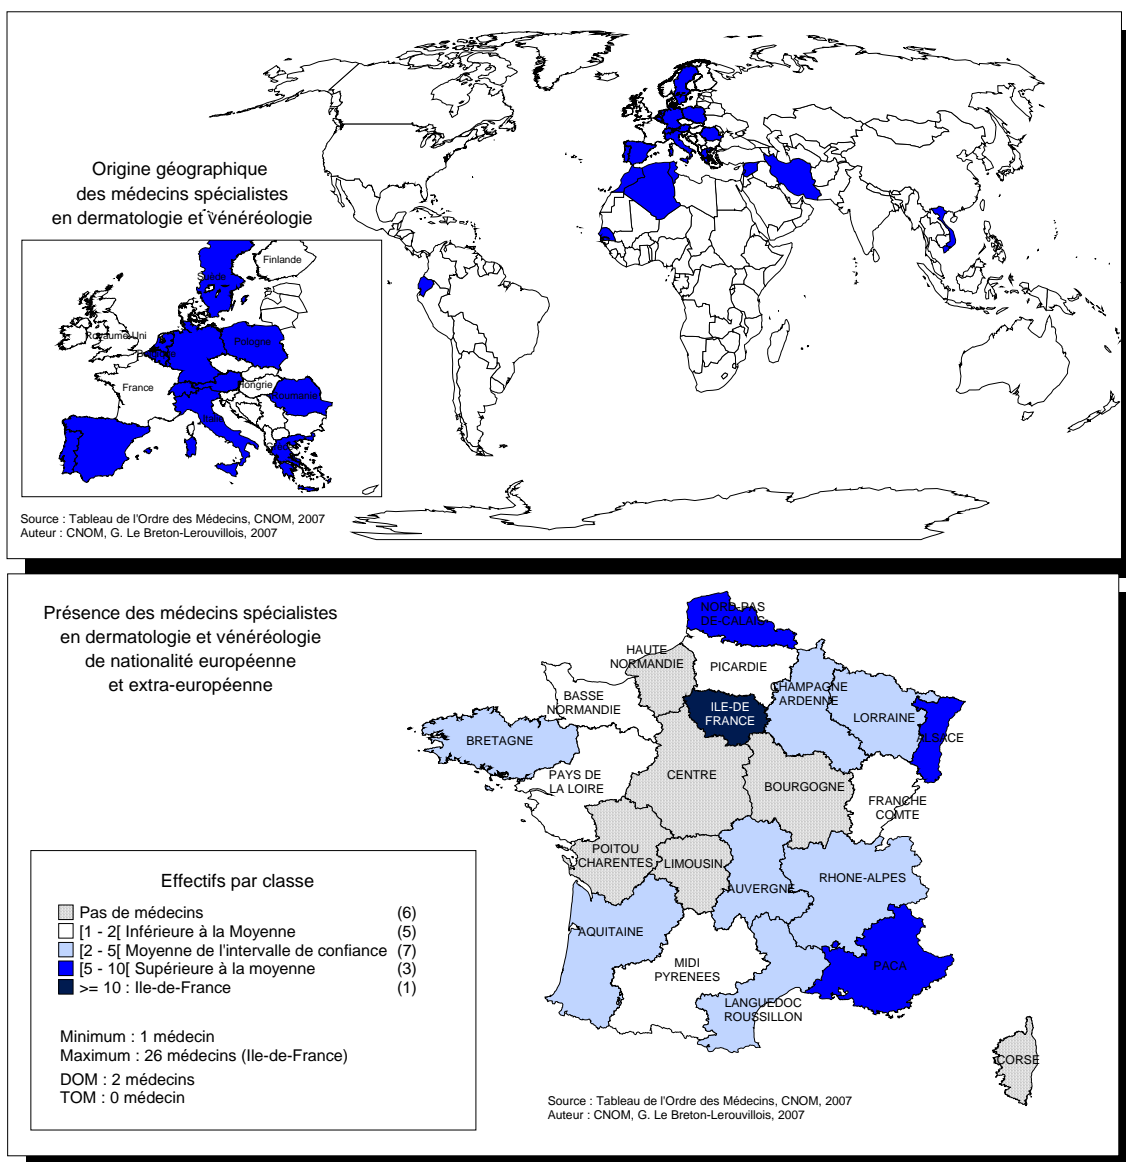 Origine géographique
des médecins spécialistes
en dermatologie et vénéréologie
Finlande
Suède
Royaume-Uni
Pologne
Belgique
France
Hongrie
Roumanie
Italie
Source : Tableau de l'Ordre des Médecins, CNOM, 2007
Auteur : CNOM, G. Le Breton-Lerouvillois, 2007
Présence des médecins spécialistes
en dermatologie et vénéréologie
de nationalité européenne
et extra-européenne
NORD-PAS
DE-CALAIS
HAUTE
NORMANDIE
PICARDIE
CHAMPAGNE
ARDENNE
BASSE
NORMANDIE
ILE-DE
FRANCE
LORRAINE
ALSACE
BRETAGNE
PAYS DE
LA LOIRE
CENTRE
BOURGOGNE
FRANCHE
COMTE
POITOU
CHARENTES
LIMOUSIN
AUVERGNE
RHONE-ALPES
AQUITAINE
MIDI
PYRENEES
PACA
LANGUEDOC
ROUSSILLON
CORSE
Effectifs par classe
Pas de médecins (6)
[1 - 2[ Inférieure à la Moyenne (5)
[2 - 5[ Moyenne de l'intervalle de confiance (7)
[5 - 10[ Supérieure à la moyenne (3)
>= 10 : Ile-de-France (1)
Minimum : 1 médecin
Maximum : 26 médecins (Ile-de-France)
DOM : 2 médecins
TOM : 0 médecin
Source : Tableau de l'Ordre des Médecins, CNOM, 2007
Auteur : CNOM, G. Le Breton-Lerouvillois, 2007